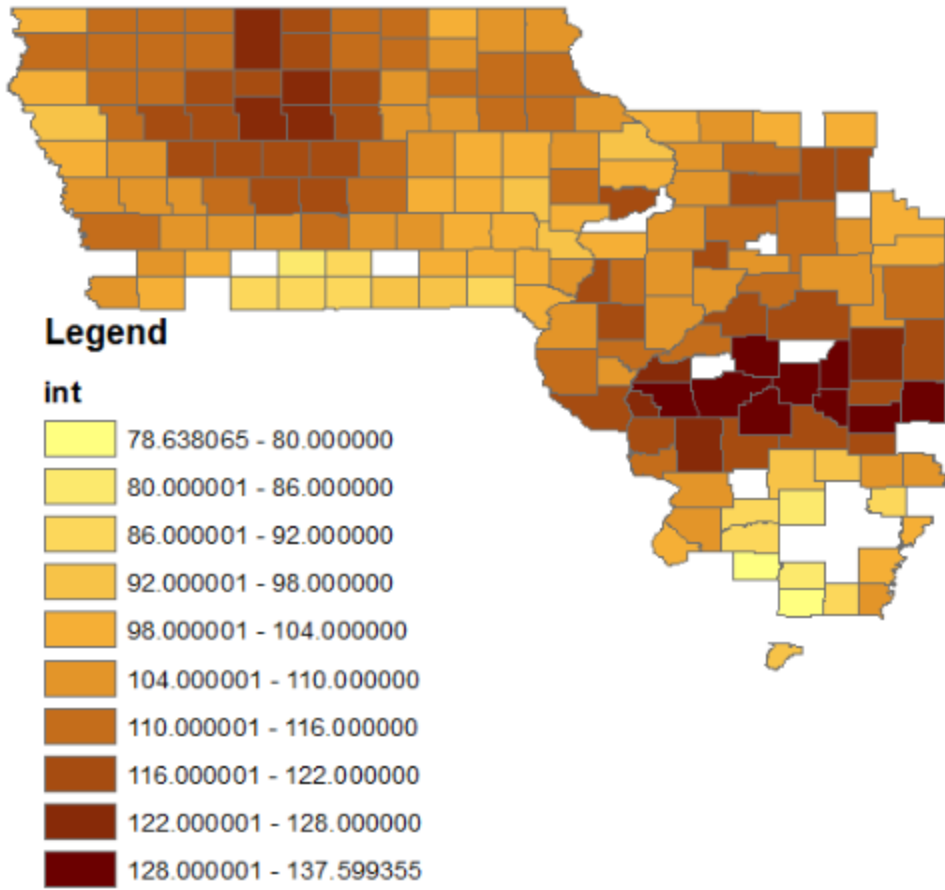 Legend
int
78.638065 - 80.000000
80.000001 - 86.000000
86.000001 - 92.000000
92.000001 - 98.000000
98.000001 - 104.000000
104.000001 - 110.000000
110.000001 - 116.000000
116.000001 - 122.000000
122.000001 - 128.000000
128.000001 - 137.599355